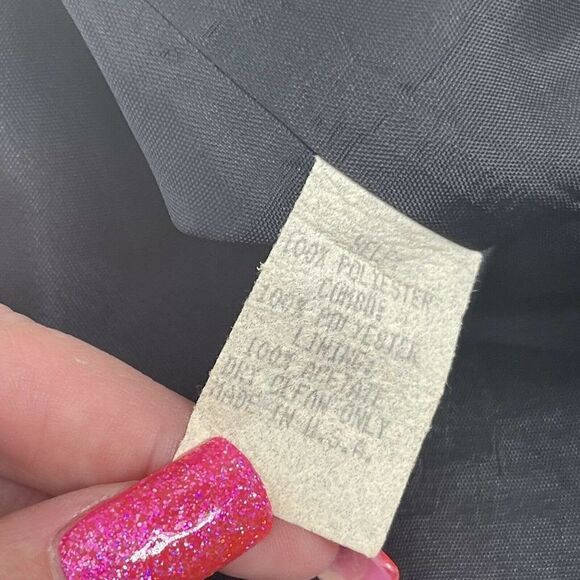 SELF:
100% POLYESTER
COMBO:
100% POLYESTER
LINING:
100% ACETATE
DRY CLEAN ONLY
MADE IN U.S.A.